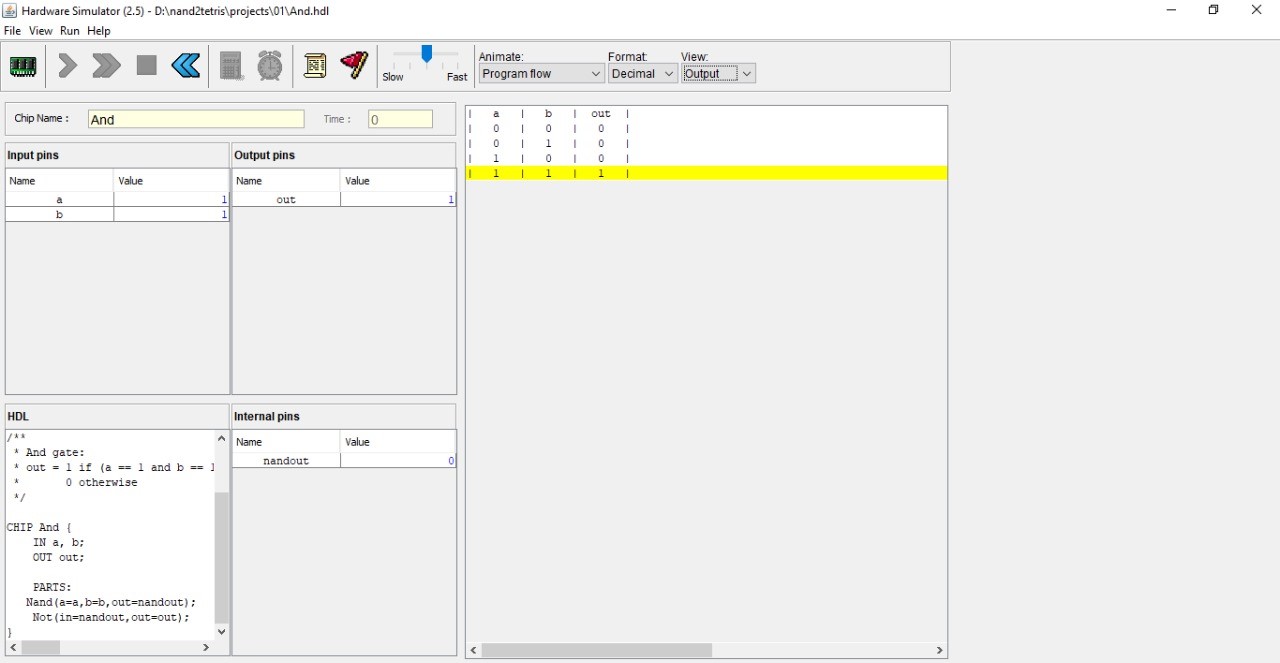 Hardware Simulator (2.5) - D:\nand2tetris\projects\01\And.hdl
File View Run Help
Slow Fast
Animate: Format: View:
Program flow Decimal Output
Chip Name : And Time : 0
Input pins
Name Value
a 1
b 1
Output pins
Name Value
out 1
HDL
/**
* And gate:
* out = 1 if (a == 1 and b == 1
* 0 otherwise
*/
CHIP And {
IN a, b;
OUT out;
PARTS:
Nand(a=a,b=b,out=nandout);
Not(in=nandout,out=out);
}
Internal pins
Name Value
nandout 0
| a | b | out |
| 0 | 0 | 0 |
| 0 | 1 | 0 |
| 1 | 0 | 0 |
| 1 | 1 | 1 |